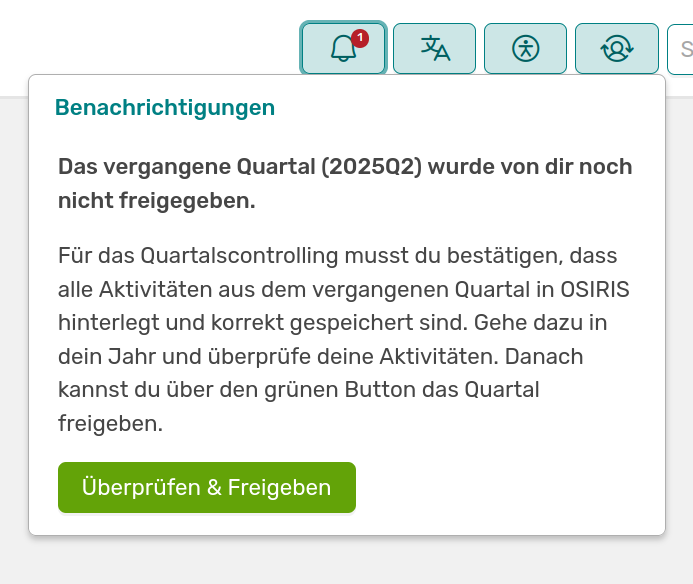 1
文A
S
Benachrichtigungen
Das vergangene Quartal (2025Q2) wurde von dir noch
nicht freigegeben.
Für das Quartalscontrolling musst du bestätigen, dass
alle Aktivitäten aus dem vergangenen Quartal in OSIRIS
hinterlegt und korrekt gespeichert sind. Gehe dazu in
dein Jahr und überprüfe deine Aktivitäten. Danach
kannst du über den grünen Button das Quartal
freigeben.
Überprüfen & Freigeben